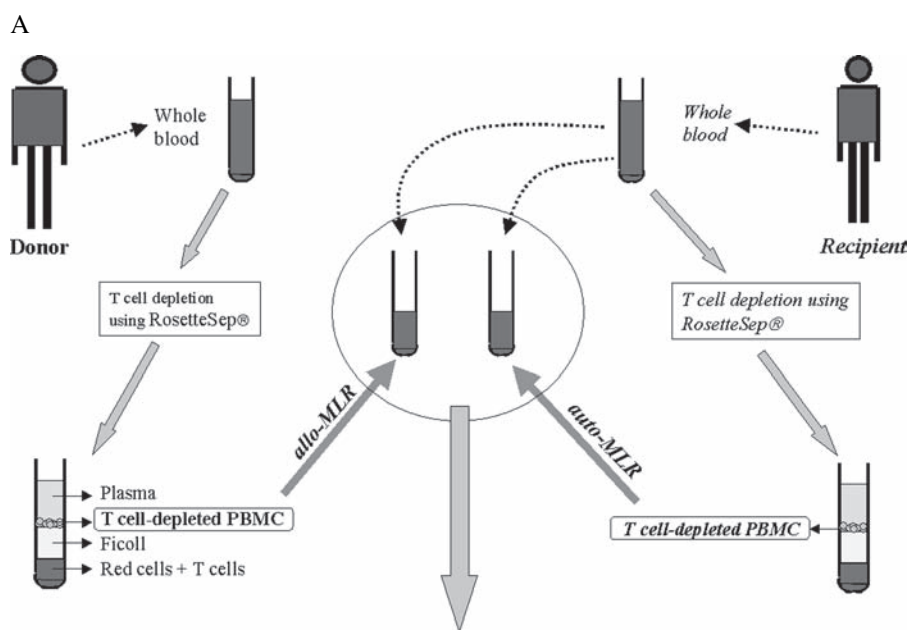 A
Whole
blood
Whole
blood
Donor
Recipient
T cell depletion
using RosetteSep®
T cell depletion using
RosetteSep®
allo-MLR
auto-MLR
Plasma
T cell-depleted PBMC
Ficoll
Red cells + T cells
T cell-depleted PBMC